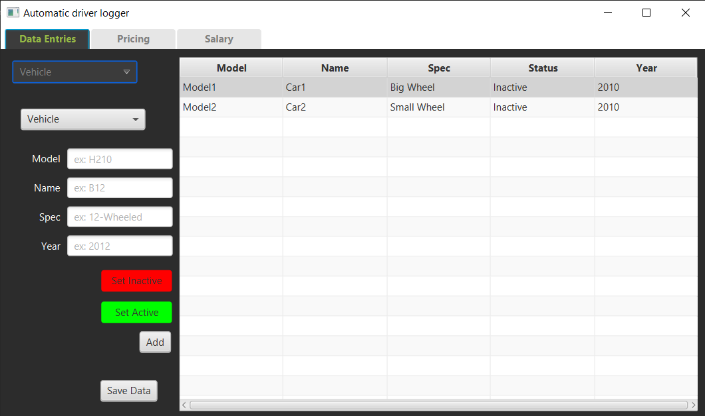 Automatic driver logger
Data Entries Pricing Salary
Vehicle
Vehicle
Model ex: H210
Name ex: B12
Spec ex: 12-Wheeled
Year ex: 2012
Set Inactive
Set Active
Add
Save Data
Model Name Spec Status Year
Model1 Car1 Big Wheel Inactive 2010
Model2 Car2 Small Wheel Inactive 2010